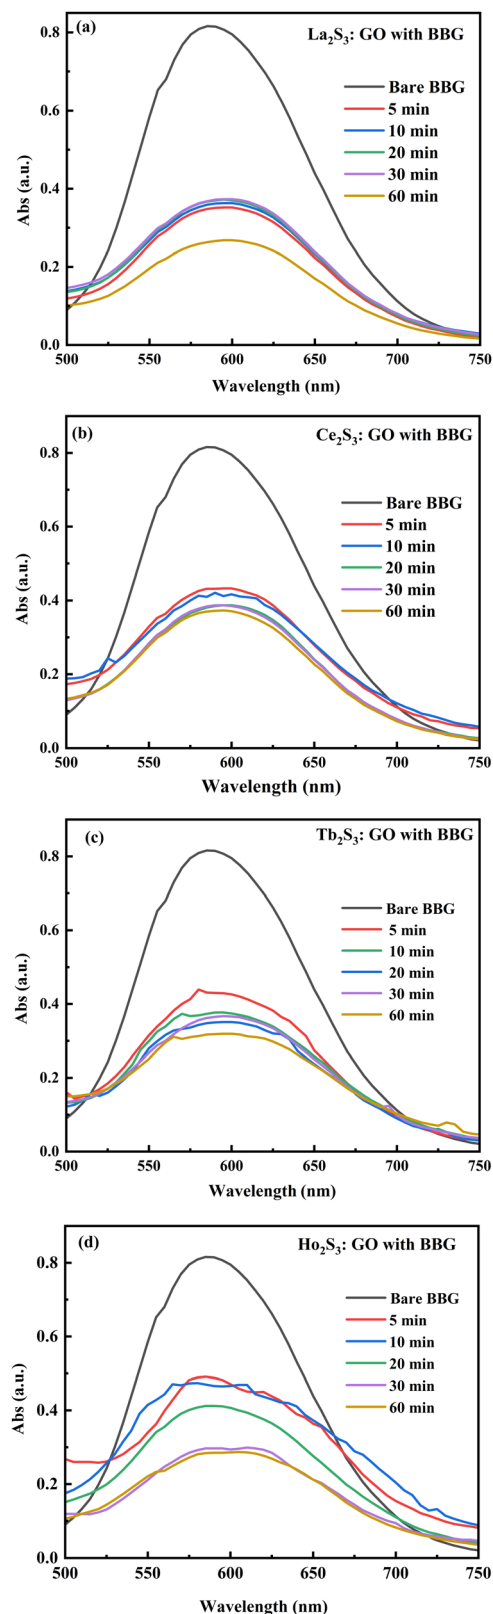 (a)
La₂S₃: GO with BBG
Bare BBG
5 min
10 min
20 min
30 min
60 min
Abs (a.u.)
0.8
0.6
0.4
0.2
0.0
500 550 600 650 700 750
Wavelength (nm)
(b)
Ce₂S₃: GO with BBG
Bare BBG
5 min
10 min
20 min
30 min
60 min
Abs (a.u.)
0.8
0.6
0.4
0.2
0.0
500 550 600 650 700 750
Wavelength (nm)
(c)
Tb₂S₃: GO with BBG
Bare BBG
5 min
10 min
20 min
30 min
60 min
Abs (a.u.)
0.8
0.6
0.4
0.2
0.0
500 550 600 650 700 750
Wavelength (nm)
(d)
Ho₂S₃: GO with BBG
Bare BBG
5 min
10 min
20 min
30 min
60 min
Abs (a.u.)
0.8
0.6
0.4
0.2
0.0
500 550 600 650 700 750
Wavelength (nm)